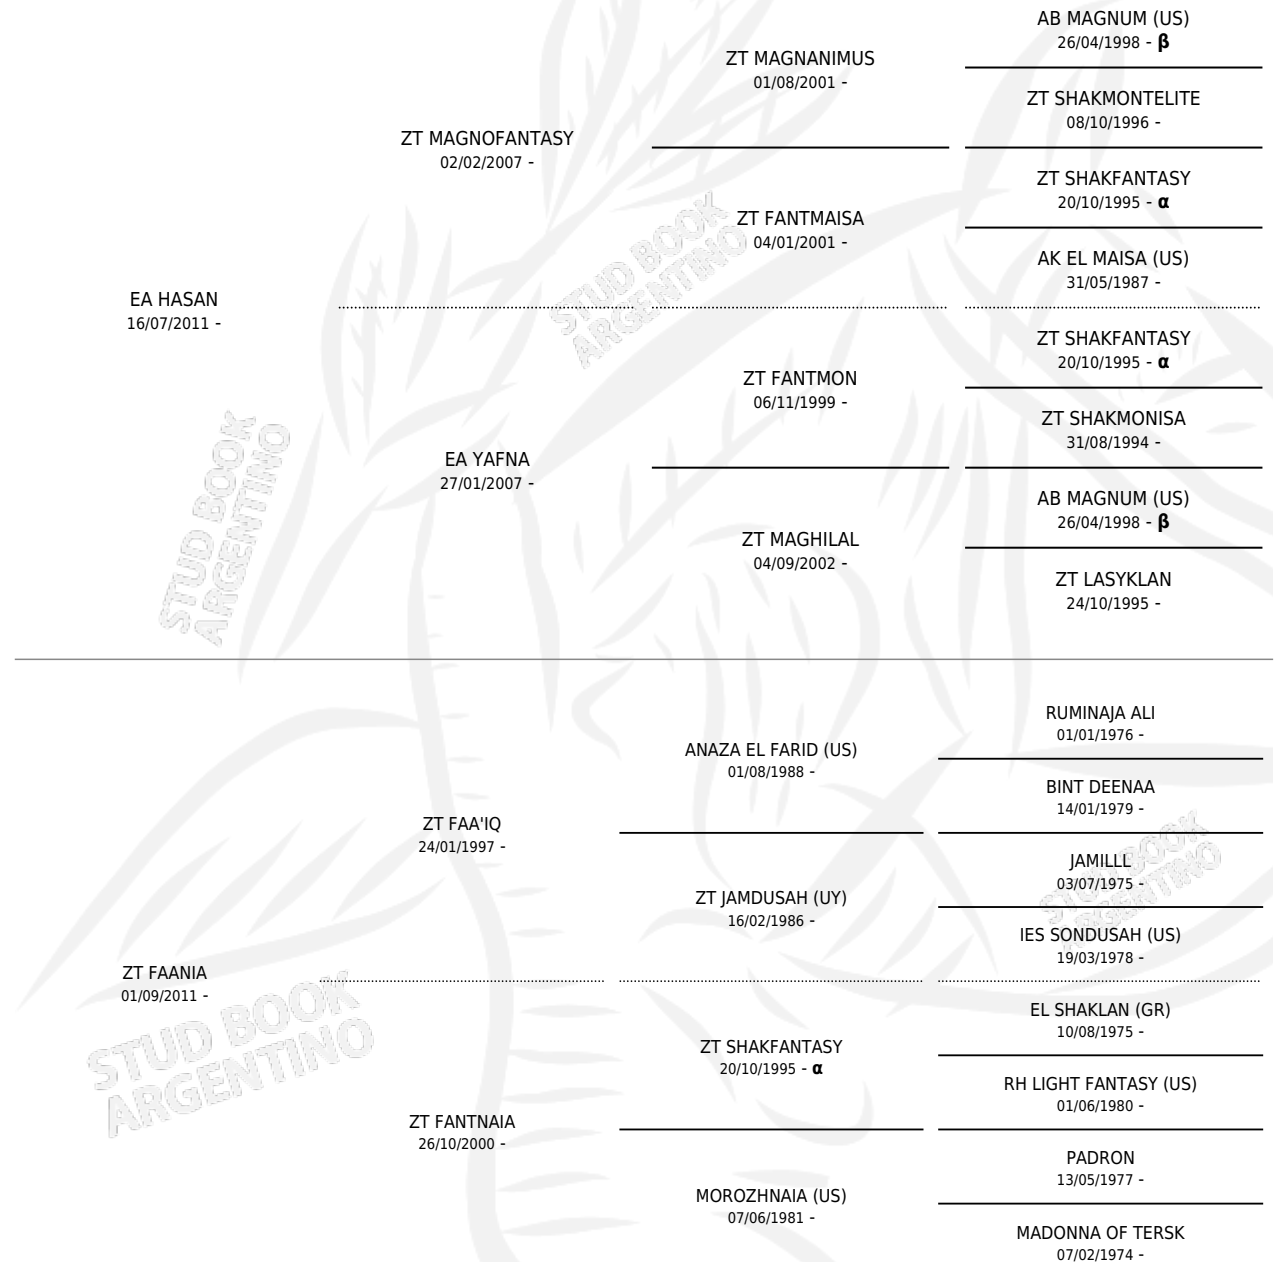 AB MAGNUM (US)
26/04/1998 - β
ZT MAGNANIMUS
01/08/2001 -
ZT SHAKMONTELITE
08/10/1996 -
ZT MAGNOFANTASY
02/02/2007 -
ZT SHAKFANTASY
20/10/1995 - α
ZT FANTMAISA
04/01/2001 -
AK EL MAISA (US)
31/05/1987 -
EA HASAN
16/07/2011 -
ZT SHAKFANTASY
20/10/1995 - α
ZT FANTMON
06/11/1999 -
ZT SHAKMONISA
31/08/1994 -
EA YAFNA
27/01/2007 -
AB MAGNUM (US)
26/04/1998 - β
ZT MAGHILAL
04/09/2002 -
ZT LASYKLAN
24/10/1995 -
RUMINAJA ALI
01/01/1976 -
ANAZA EL FARID (US)
01/08/1988 -
BINT DEENAA
14/01/1979 -
ZT FAA'IQ
24/01/1997 -
JAMILLL
03/07/1975 -
ZT JAMDUSAH (UY)
16/02/1986 -
IES SONDUSAH (US)
19/03/1978 -
ZT FAANIA
01/09/2011 -
EL SHAKLAN (GR)
10/08/1975 -
ZT SHAKFANTASY
20/10/1995 - α
RH LIGHT FANTASY (US)
01/06/1980 -
ZT FANTNAIA
26/10/2000 -
PADRON
13/05/1977 -
MOROZHNAIA (US)
07/06/1981 -
MADONNA OF TERSK
07/02/1974 -
STUD BOOK
ARGENTINO
STUD BOOK
ARGENTINO
STUD BOOK
ARGENTINO
STUD BOOK
ARGENTINO